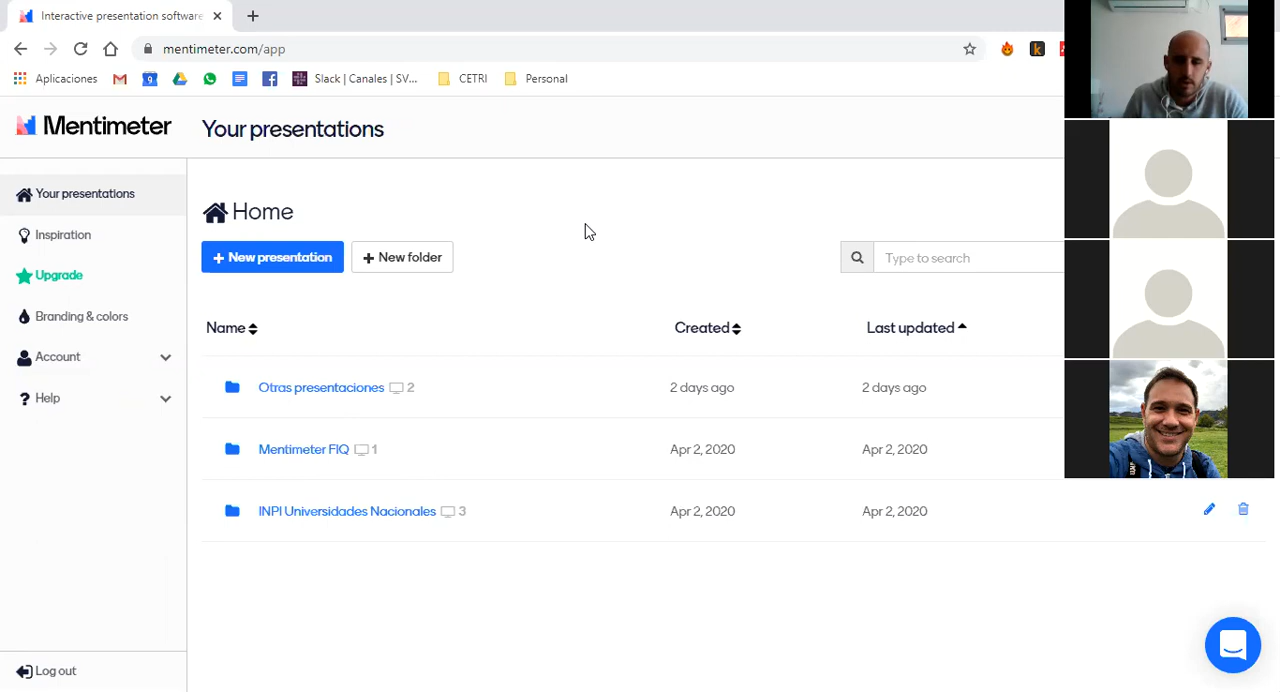 Interactive presentation software
mentimeter.com/app
Aplicaciones
Slack | Canales | SV...
CETRI
Personal
Mentimeter
Your presentations
Your presentations
Inspiration
Upgrade
Branding & colors
Account
Help
Log out
Home
+ New presentation
+ New folder
Type to search
Name Created Last updated
Otras presentaciones 2 2 days ago 2 days ago
Mentimeter FIQ 1 Apr 2, 2020 Apr 2, 2020
INPI Universidades Nacionales 3 Apr 2, 2020 Apr 2, 2020